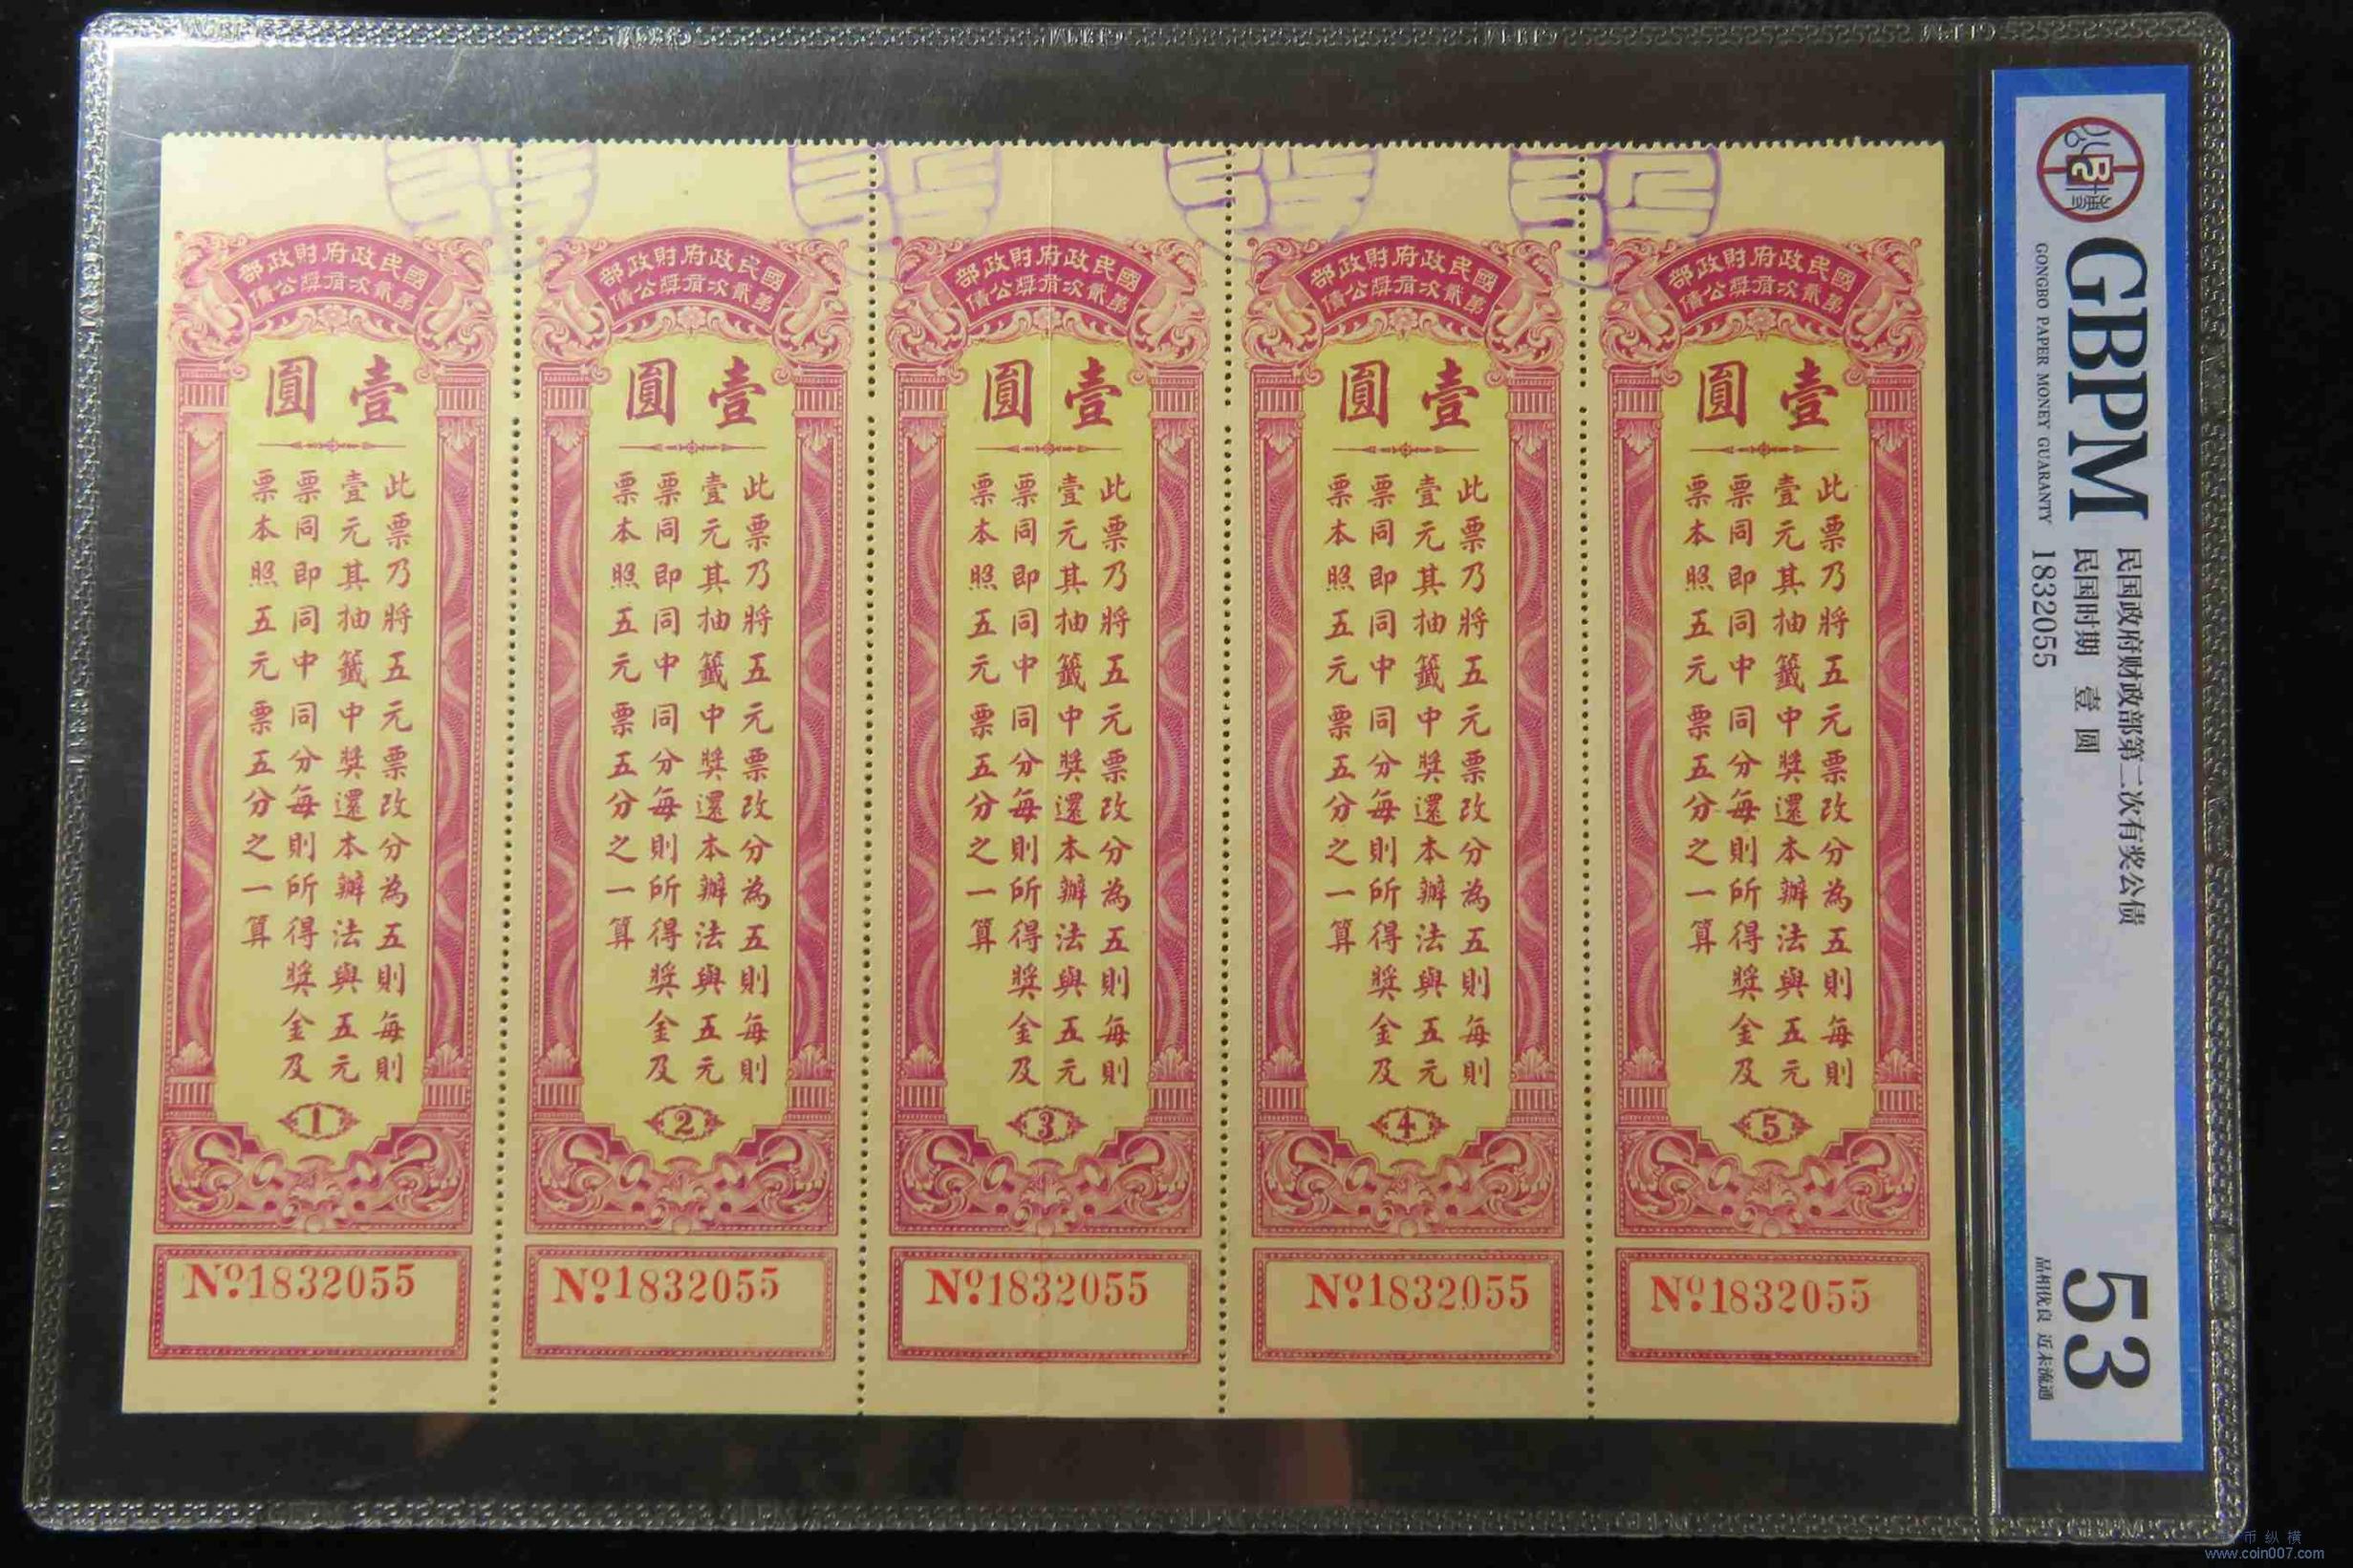 國民政府財政部
第貳次有獎公債
壹圓
此票乃將五元票改分為五則每則
壹元其抽籤中獎還本辦法與五元
票同即同中同分每則所得獎金及
票本照五元票五分之一算
1
No.1832055
國民政府財政部
第貳次有獎公債
壹圓
此票乃將五元票改分為五則每則
壹元其抽籤中獎還本辦法與五元
票同即同中同分每則所得獎金及
票本照五元票五分之一算
2
No.1832055
國民政府財政部
第貳次有獎公債
壹圓
此票乃將五元票改分為五則每則
壹元其抽籤中獎還本辦法與五元
票同即同中同分每則所得獎金及
票本照五元票五分之一算
3
No.1832055
國民政府財政部
第貳次有獎公債
壹圓
此票乃將五元票改分為五則每則
壹元其抽籤中獎還本辦法與五元
票同即同中同分每則所得獎金及
票本照五元票五分之一算
4
No.1832055
國民政府財政部
第貳次有獎公債
壹圓
此票乃將五元票改分為五則每則
壹元其抽籤中獎還本辦法與五元
票同即同中同分每則所得獎金及
票本照五元票五分之一算
5
No.1832055
GBPM
GONGBO PAPER MONEY GUARANTY
民国政府财政部第二次有奖公债
民国时期 壹圆
1832055
53
品相优良 近未流通
币纵横
www.coin007.com